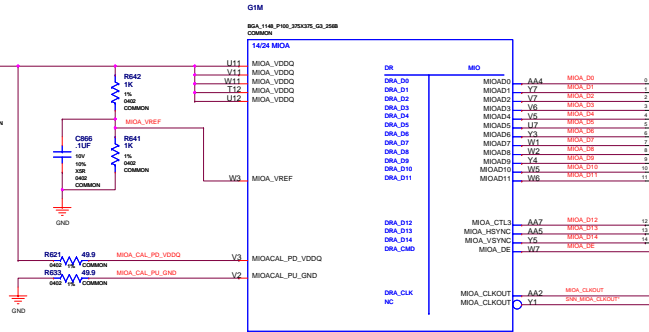 G1M
BGA_1148_P100_375X375_G3_256B
COMMON
14/24 MIOA
U11 MIOA_VDDQ
V11 MIOA_VDDQ
W11 MIOA_VDDQ
T12 MIOA_VDDQ
U12 MIOA_VDDQ
R642
1K
1%
0402
COMMON
MIOA_VREF
C866
.1UF
10V
10%
X5R
0402
COMMON
R641
1K
1%
0402
COMMON
GND
W3 MIOA_VREF
R621 49.9 MIOA_CAL_PD_VDDQ V3 MIOACAL_PD_VDDQ
0402 1% COMMON
R633 49.9 MIOA_CAL_PU_GND V2 MIOACAL_PU_GND
0402 1% COMMON
GND
DR MIO
DRA_D0 MIOAD0 AA4 MIOA_D0 0
DRA_D1 MIOAD1 Y7 MIOA_D1 1
DRA_D2 MIOAD2 V7 MIOA_D2 2
DRA_D3 MIOAD3 V6 MIOA_D3 3
DRA_D4 MIOAD4 V5 MIOA_D4 4
DRA_D5 MIOAD5 U7 MIOA_D5 5
DRA_D6 MIOAD6 Y3 MIOA_D6 6
DRA_D7 MIOAD7 W1 MIOA_D7 7
DRA_D8 MIOAD8 W2 MIOA_D8 8
DRA_D9 MIOAD9 Y4 MIOA_D9 9
DRA_D10 MIOAD10 W5 MIOA_D10 10
DRA_D11 MIOAD11 W6 MIOA_D11 11
DRA_D12 MIOA_CTL3 AA7 MIOA_D12 12
DRA_D13 MIOA_HSYNC AA5 MIOA_D13 13
DRA_D14 MIOA_VSYNC Y5 MIOA_D14 14
DRA_CMD MIOA_DE W7 MIOA_DE
DRA_CLK MIOA_CLKOUT AA2 MIOA_CLKOUT
NC MIOA_CLKOUT Y1 SNN_MIOA_CLKOUT*